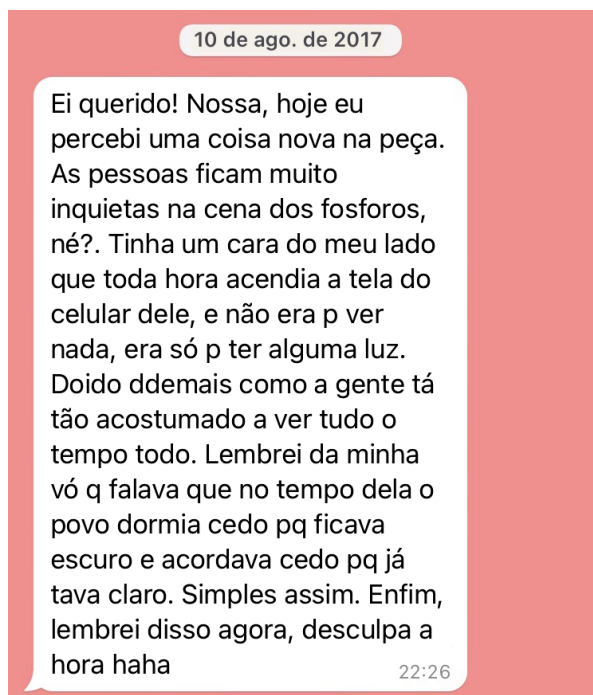 10 de ago. de 2017
Ei querido! Nossa, hoje eu
percebi uma coisa nova na peça.
As pessoas ficam muito
inquietas na cena dos fosforos,
né?. Tinha um cara do meu lado
que toda hora acendia a tela do
celular dele, e não era p ver
nada, era só p ter alguma luz.
Doido ddemais como a gente tá
tão acostumado a ver tudo o
tempo todo. Lembrei da minha
vó q falava que no tempo dela o
povo dormia cedo pq ficava
escuro e acordava cedo pq já
tava claro. Simples assim. Enfim,
lembrei disso agora, desculpa a
hora haha
22:26